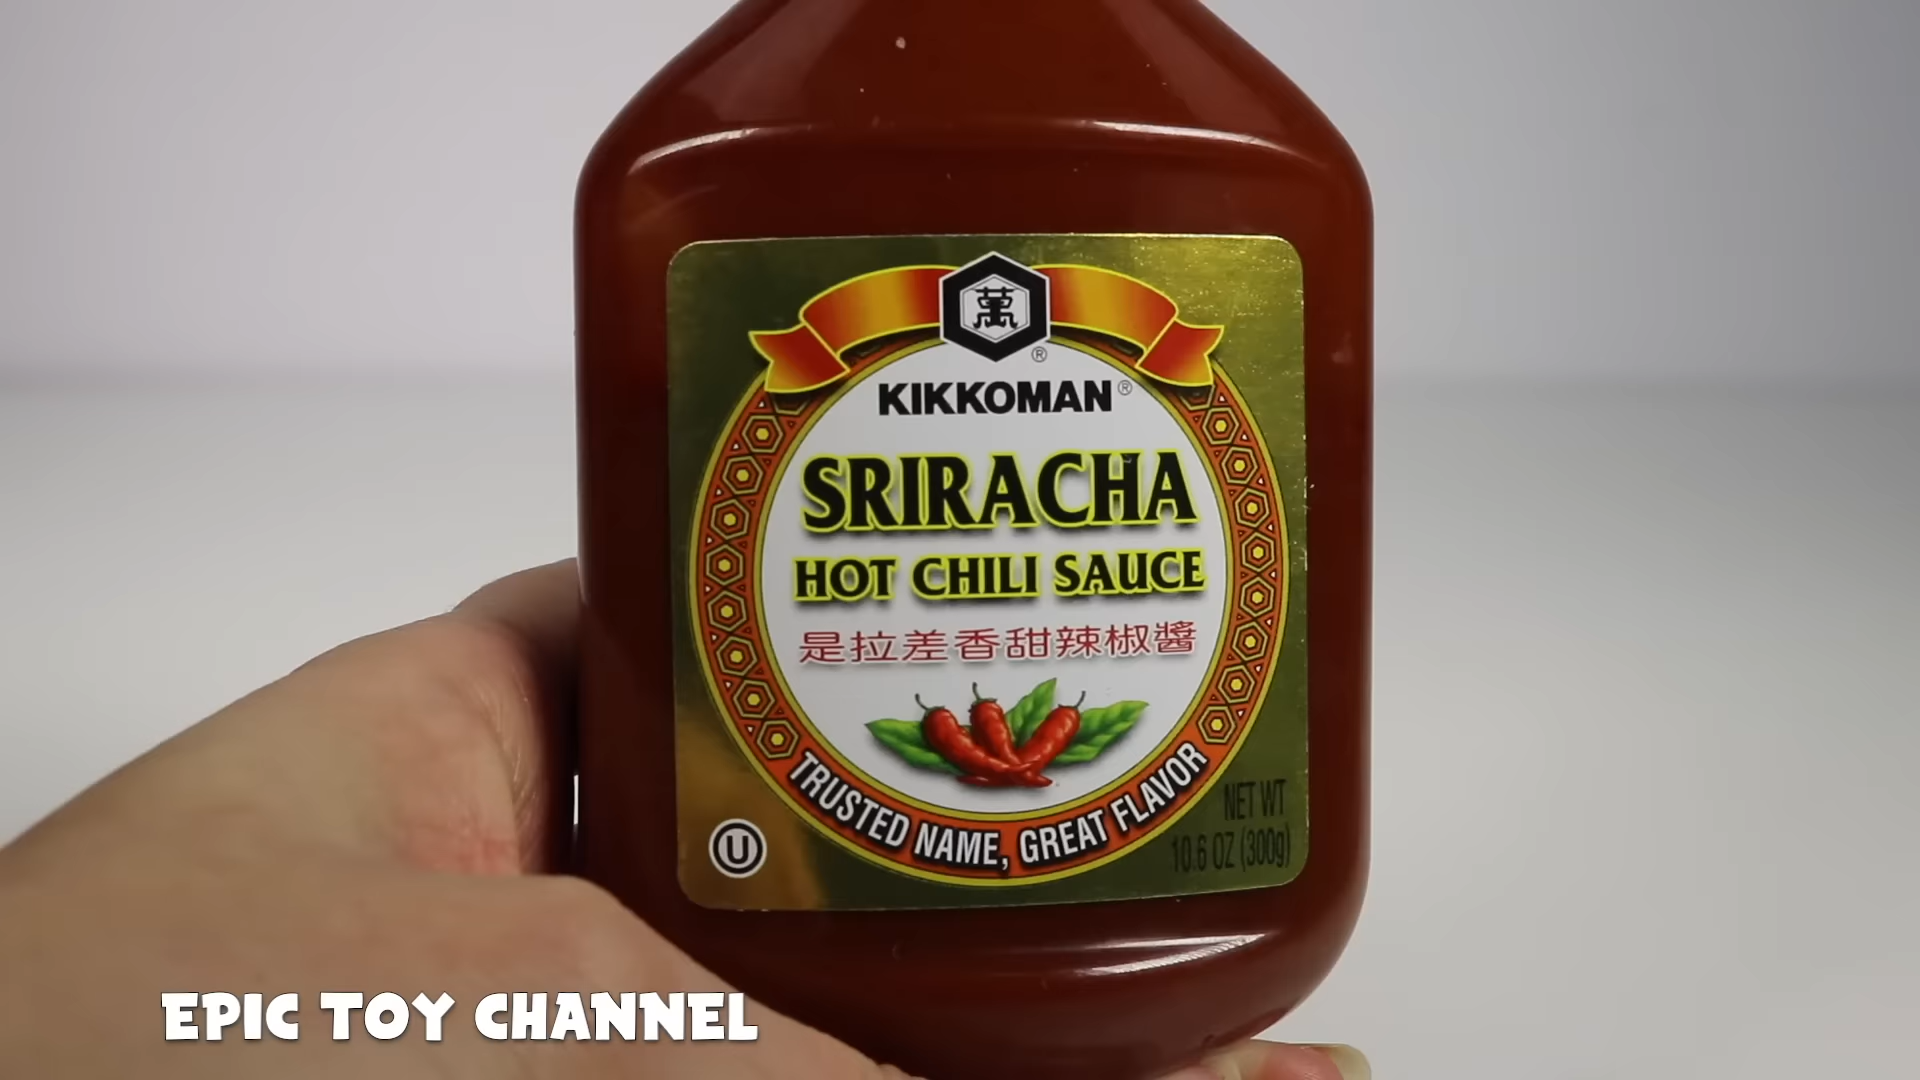 萬
®
KIKKOMAN®
SRIRACHA
HOT CHILI SAUCE
是拉差香甜辣椒醬
TRUSTED NAME, GREAT FLAVOR
NET WT
10.6 OZ (300g)
U
EPIC TOY CHANNEL